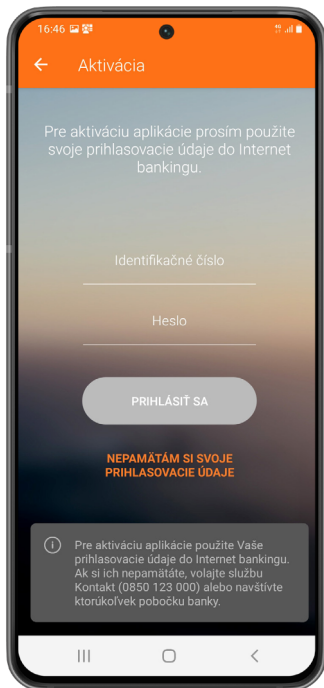 16:46
Aktivácia
Pre aktiváciu aplikácie prosím použite
svoje prihlasovacie údaje do Internet
bankingu.
Identifikačné číslo
Heslo
PRIHLÁSIŤ SA
NEPAMÄTÁM SI SVOJE
PRIHLASOVACIE ÚDAJE
Pre aktiváciu aplikácie použite Vaše
prihlasovacie údaje do Internet bankingu.
Ak si ich nepamätáte, volajte službu
Kontakt (0850 123 000) alebo navštívte
ktorúkoľvek pobočku banky.